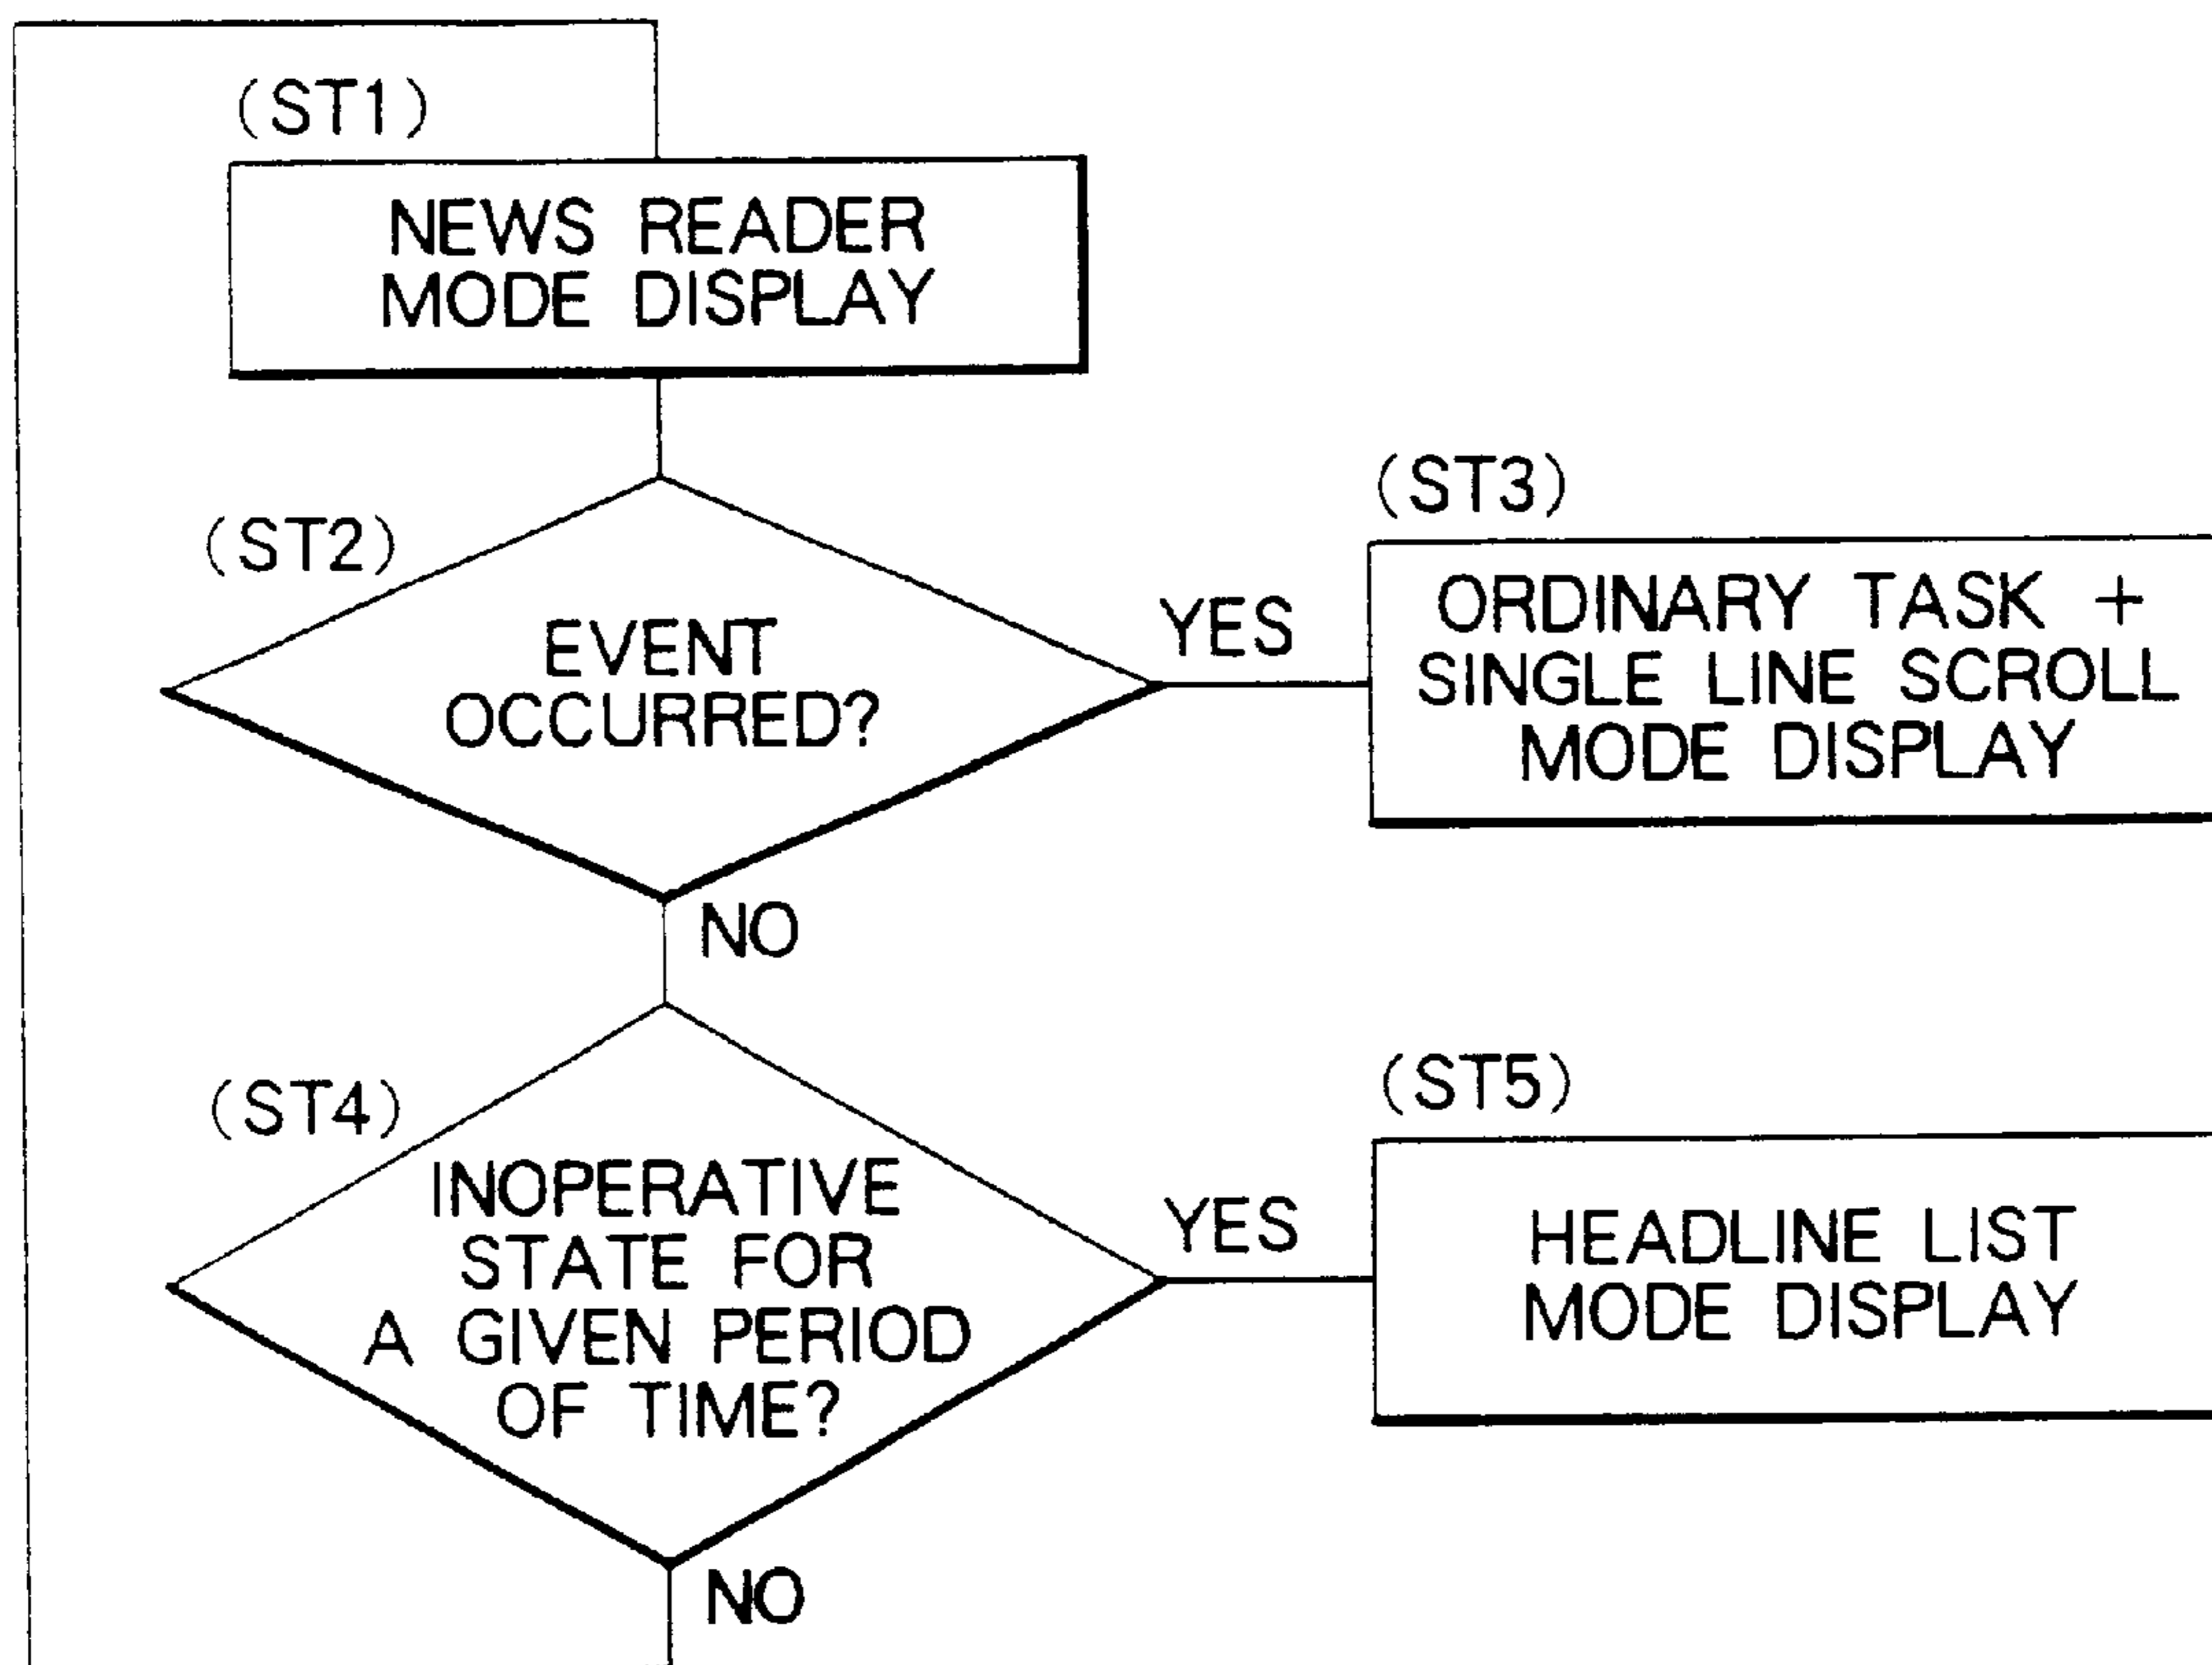 (ST1)
NEWS READER
MODE DISPLAY
(ST2)
EVENT
OCCURRED?
YES
(ST3)
ORDINARY TASK +
SINGLE LINE SCROLL
MODE DISPLAY
NO
(ST4)
INOPERATIVE
STATE FOR
A GIVEN PERIOD
OF TIME?
YES
(ST5)
HEADLINE LIST
MODE DISPLAY
NO